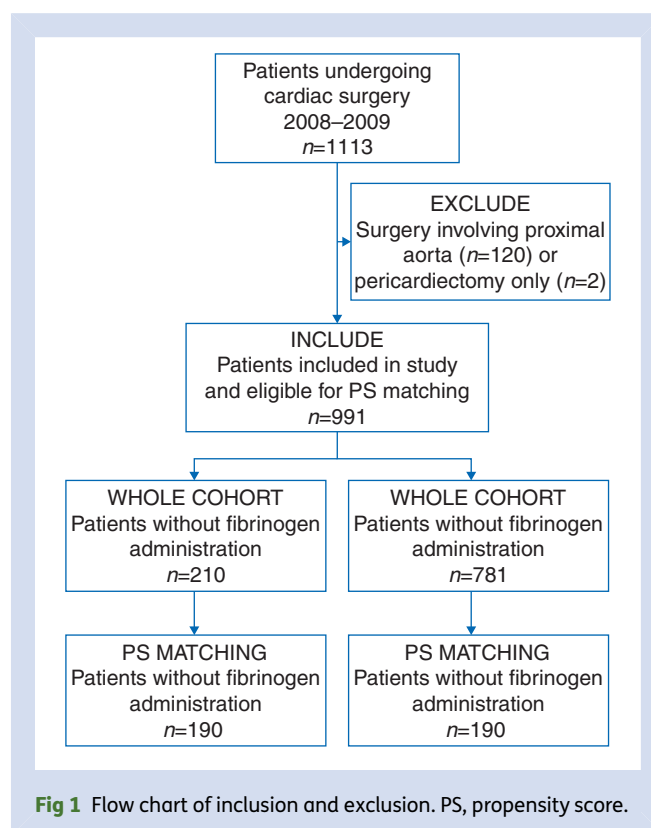 Patients undergoing
cardiac surgery
2008–2009
n=1113
EXCLUDE
Surgery involving proximal
aorta (n=120) or
pericardiectomy only (n=2)
INCLUDE
Patients included in study
and eligible for PS matching
n=991
WHOLE COHORT
Patients without fibrinogen
administration
n=210
WHOLE COHORT
Patients without fibrinogen
administration
n=781
PS MATCHING
Patients without fibrinogen
administration
n=190
PS MATCHING
Patients without fibrinogen
administration
n=190
Fig 1 Flow chart of inclusion and exclusion. PS, propensity score.